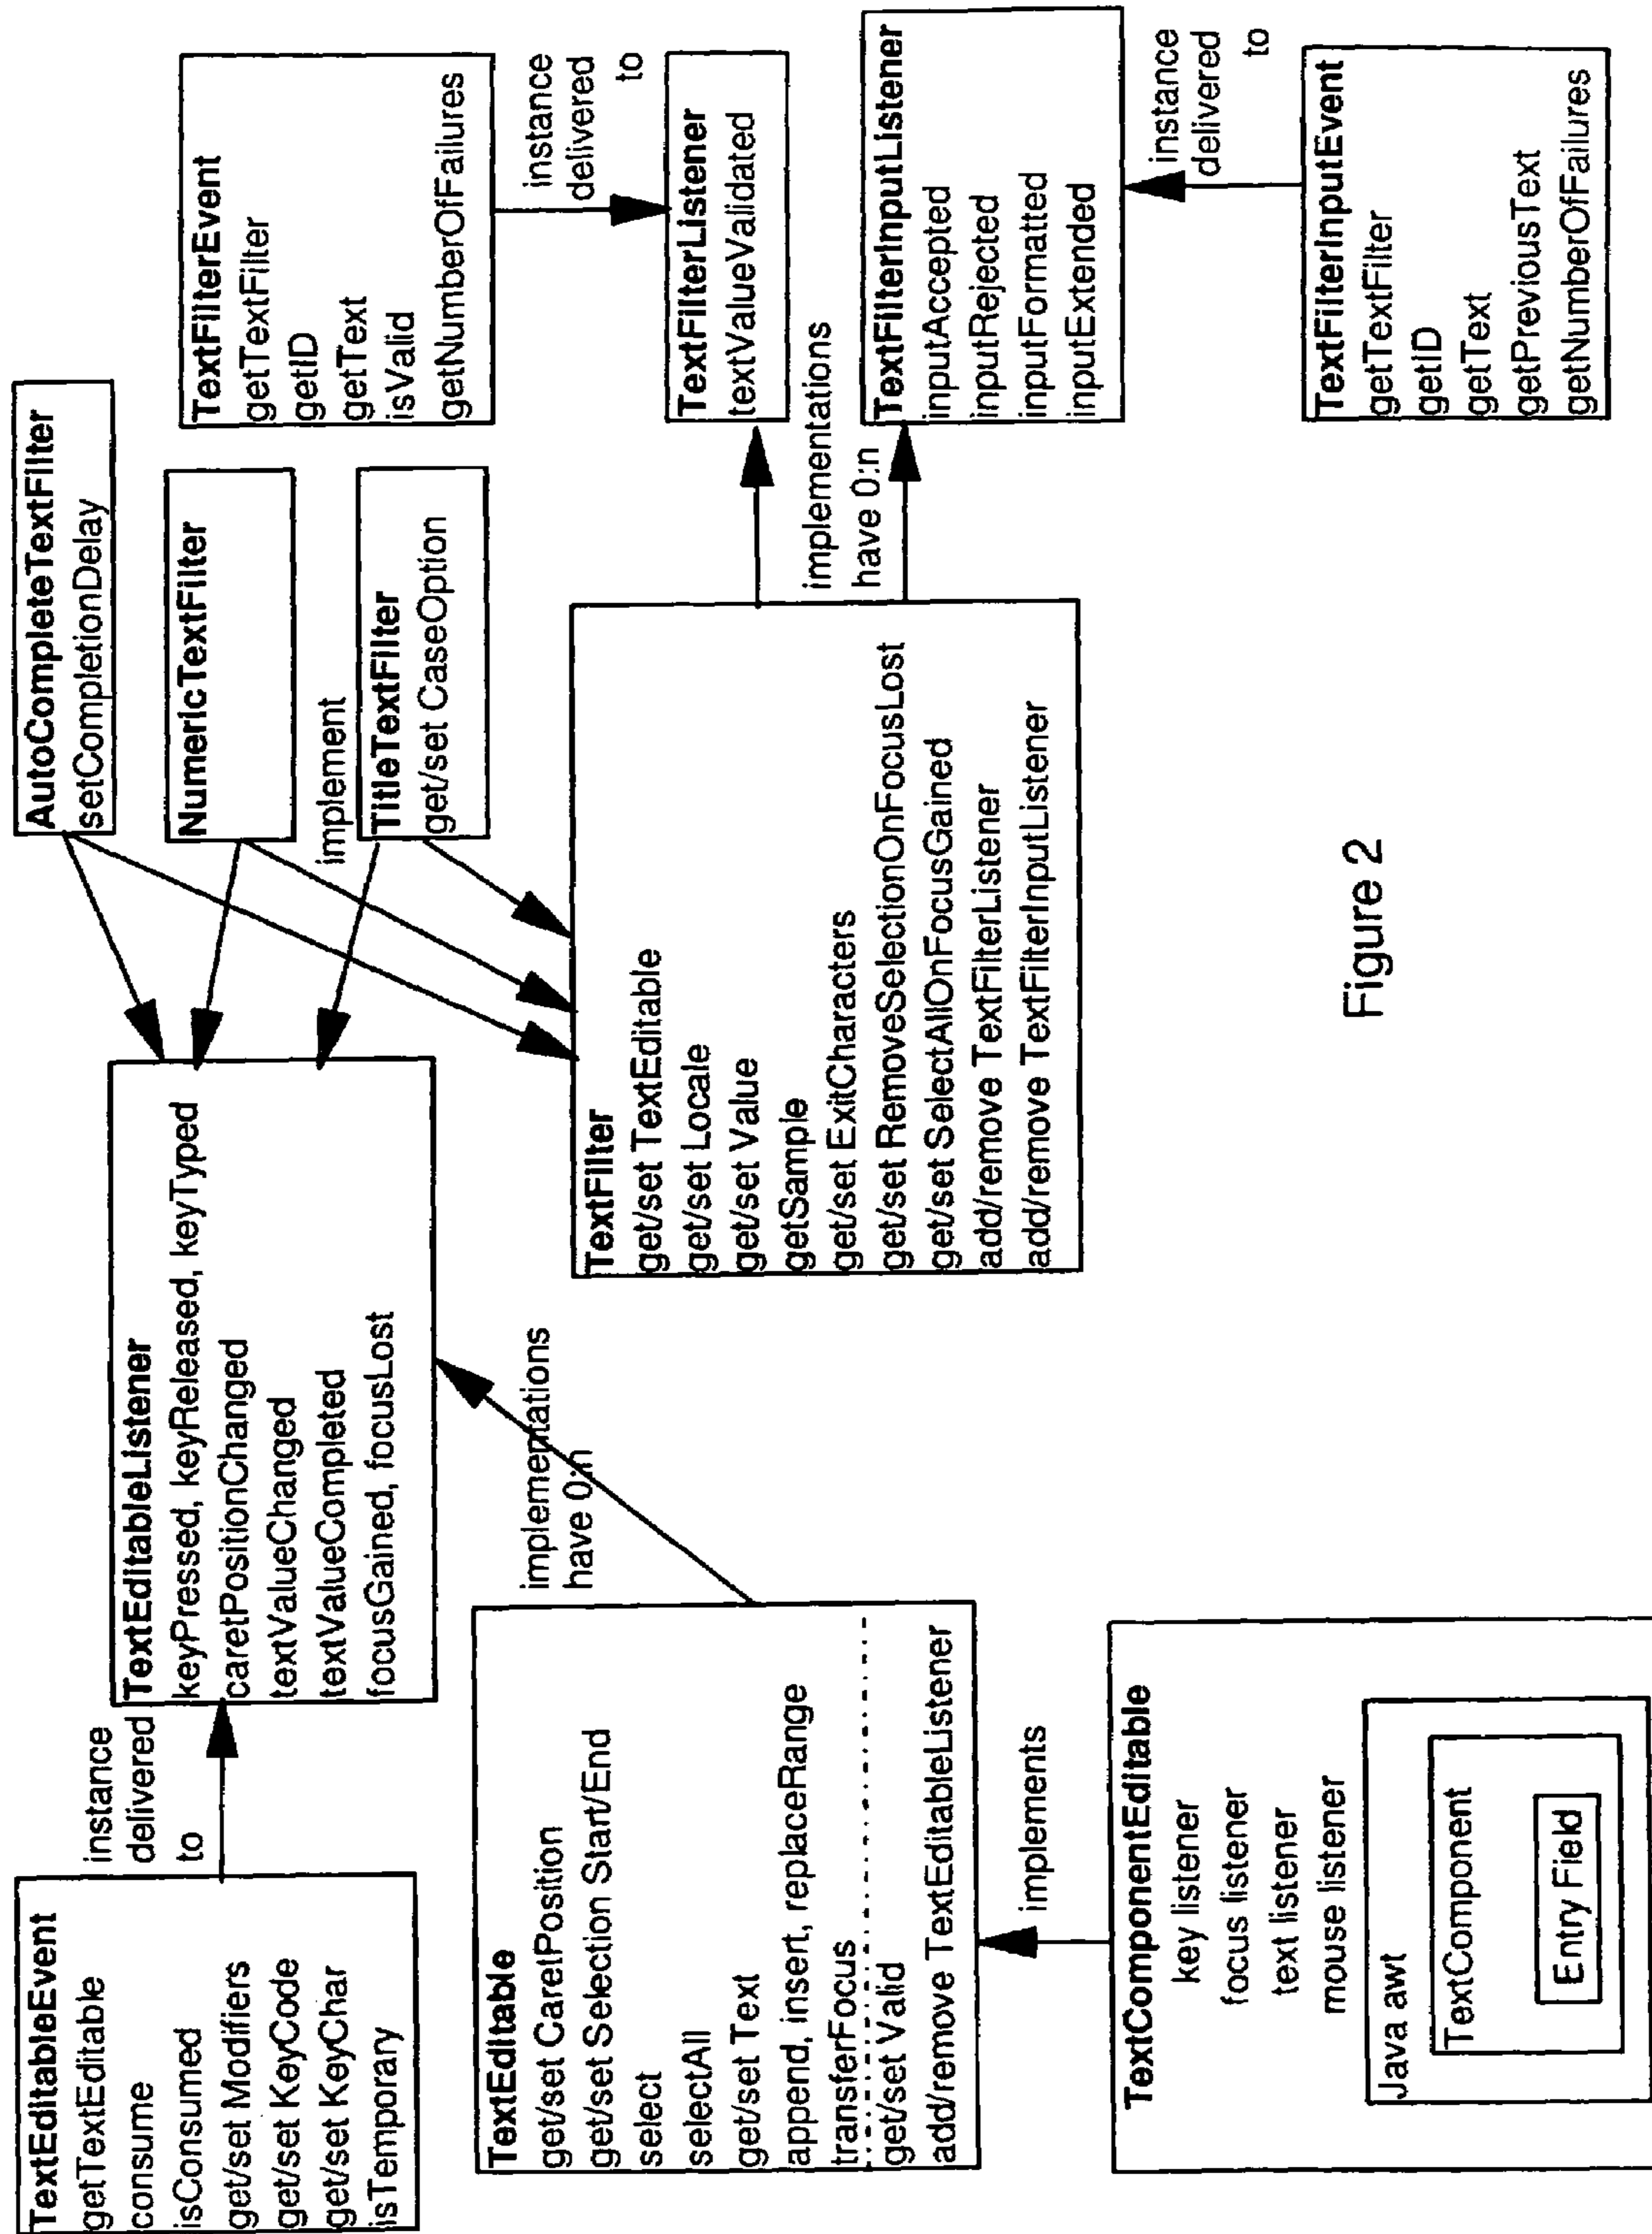 TextEditableEvent
getTextEditable
consume
isConsumed
get/set Modifiers
get/set KeyCode
get/set KeyChar
isTemporary
instance
delivered
to
TextEditableListener
keyPressed, keyReleased, keyTyped
caretPositionChanged
textValueChanged
textValueCompleted
focusGained, focusLost
AutoCompleteTextFilter
setCompletionDelay
NumericTextFilter
implement
TitleTextFilter
get/set CaseOption
TextFilterEvent
getTextFilter
getID
getText
isValid
getNumberOfFailures
instance
delivered
to
TextEditable
get/set CaretPosition
get/set Selection Start/End
select
selectAll
get/set Text
append, insert, replaceRange
transferFocus
get/set Valid
add/remove TextEditableListener
implementations
have 0:n
TextFilter
get/set TextEditable
get/set Locale
get/set Value
getSample
get/set ExitCharacters
get/set RemoveSelectionOnFocusLost
get/set SelectAllOnFocusGained
add/remove TextFilterListener
add/remove TextFilterInputListener
implementations
have 0:n
TextFilterListener
textValueValidated
TextFilterInputListener
inputAccepted
inputRejected
inputFormatted
inputExtended
instance
delivered
to
implements
TextComponentEditable
key listener
focus listener
text listener
mouse listener
Java awt
TextComponent
Entry Field
TextFilterInputEvent
getTextFilter
getID
getText
getPreviousText
getNumberOfFailures
Figure 2